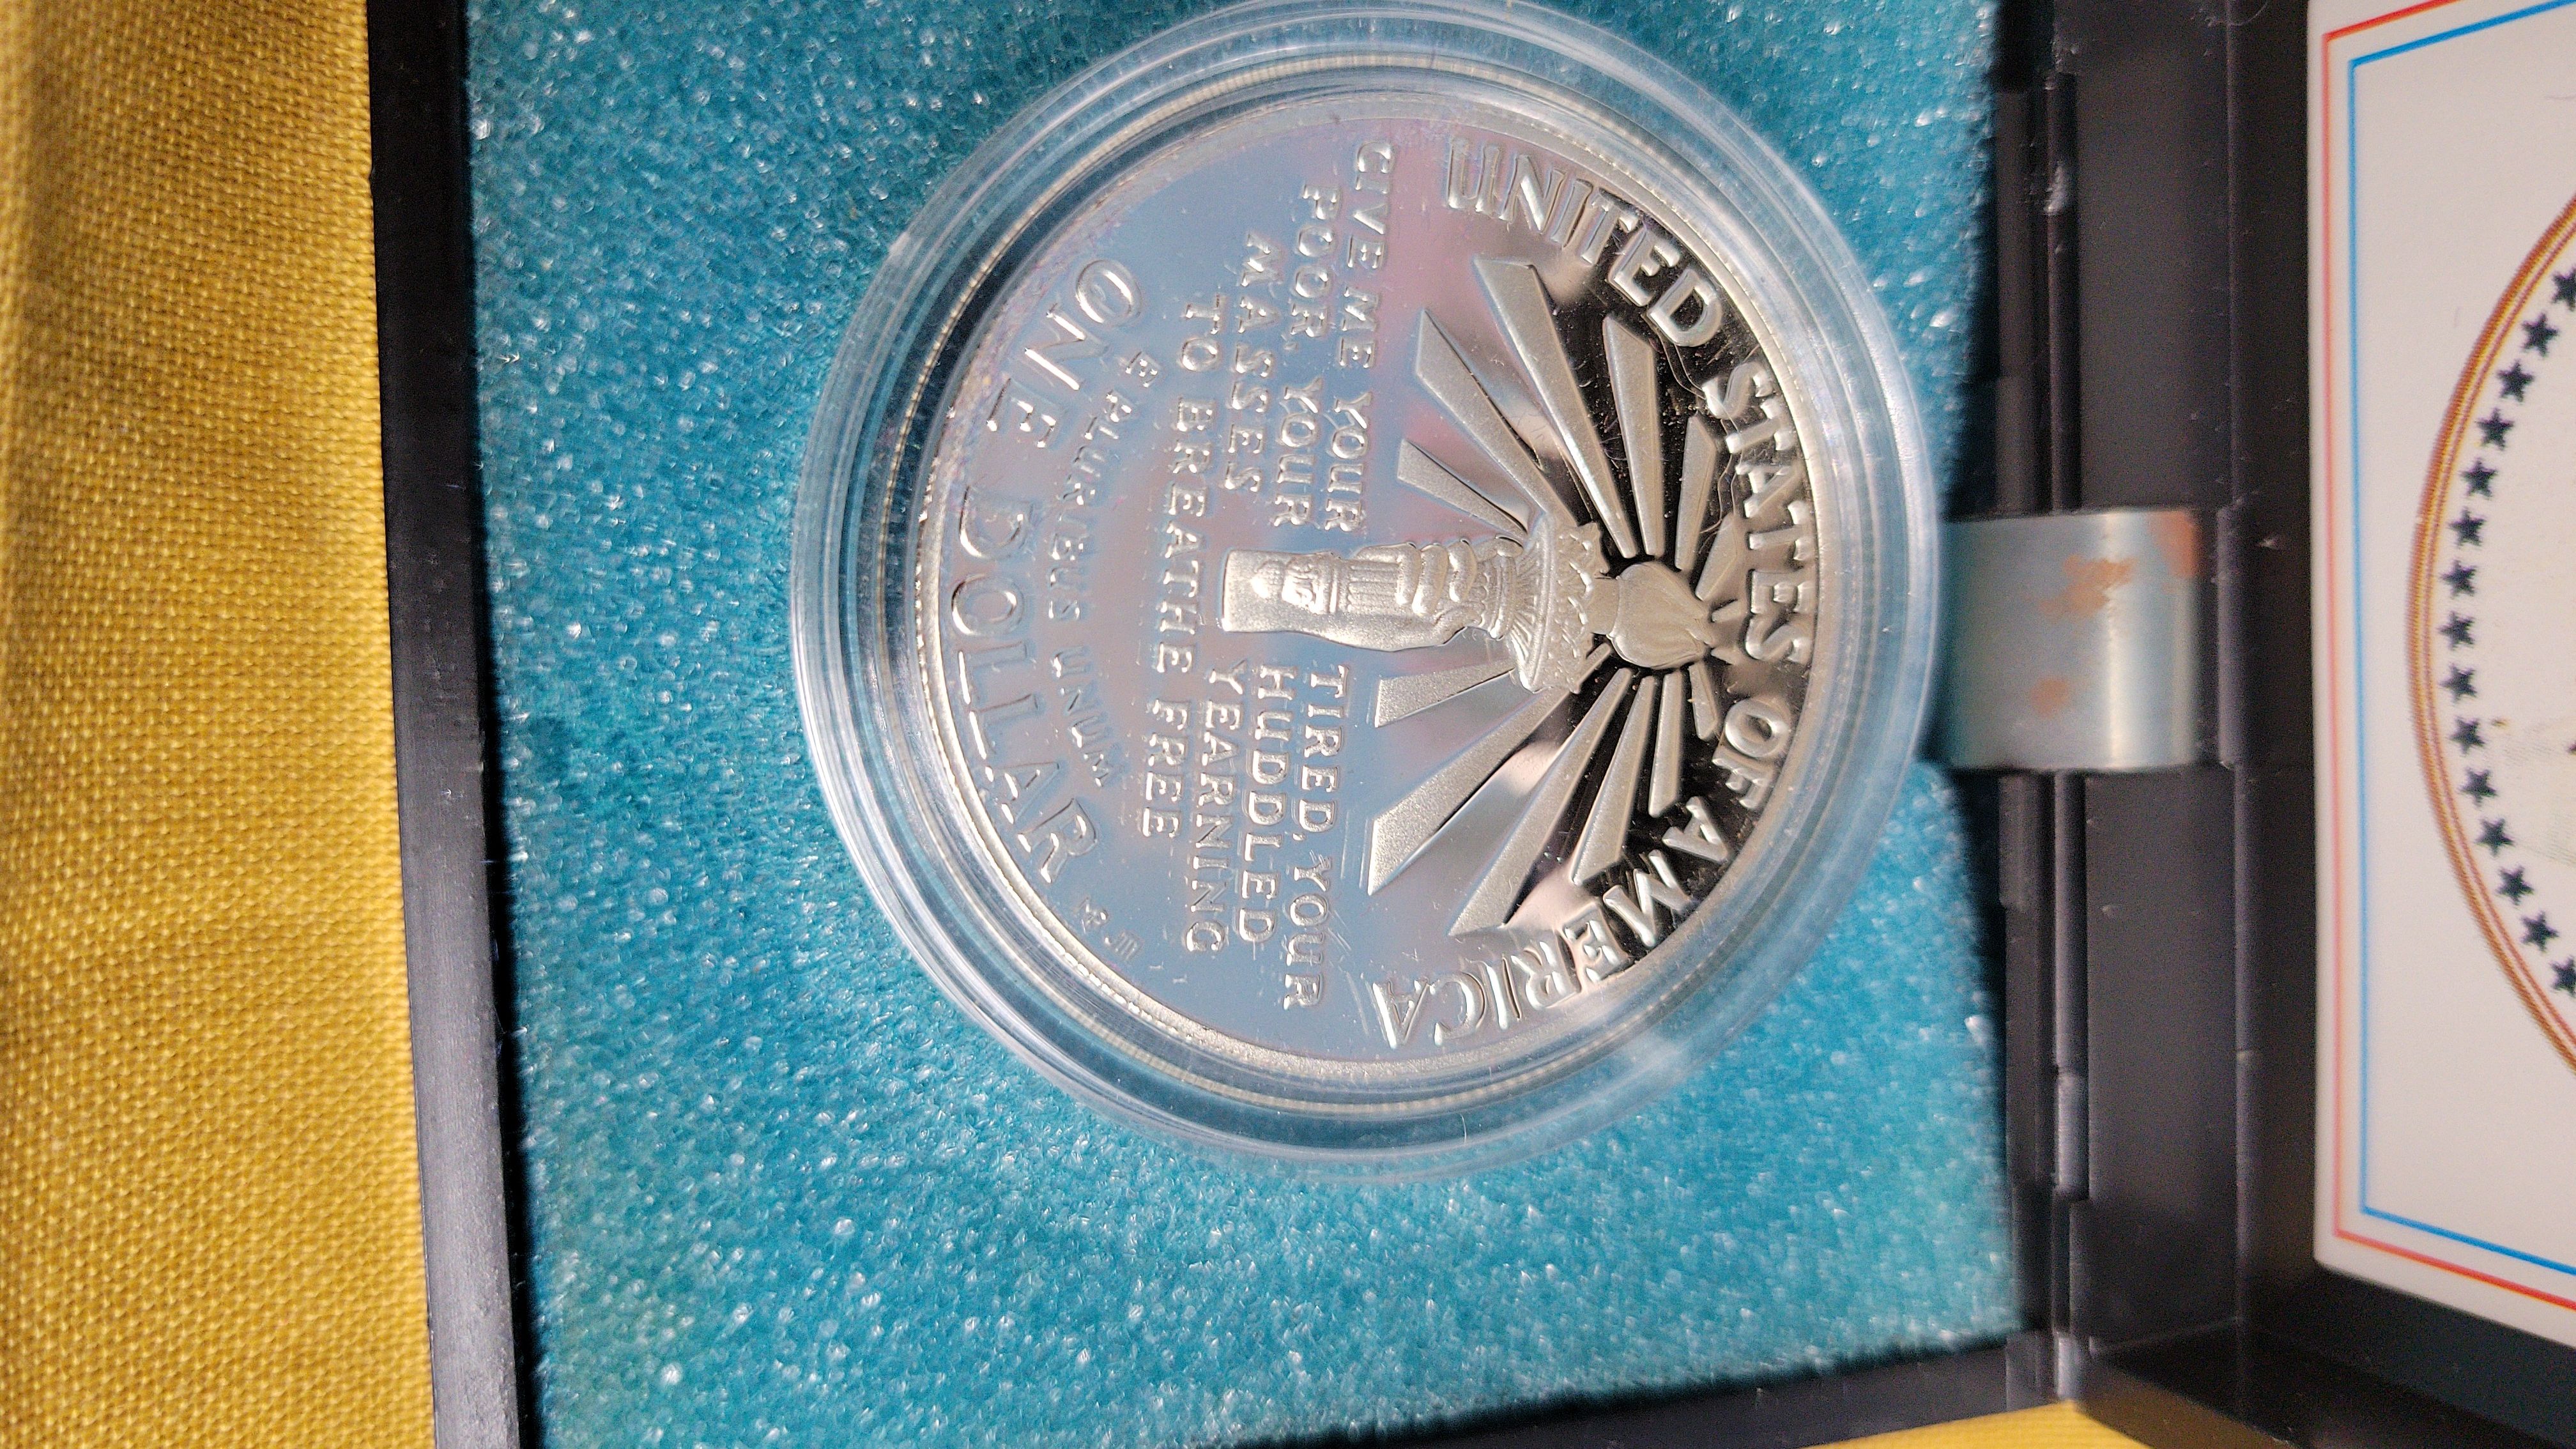 UNITED STATES OF AMERICA
GIVE ME YOUR TIRED, YOUR
POOR, YOUR HUDDLED
MASSES YEARNING
TO BREATHE FREE
E PLURIBUS UNUM
ONE DOLLAR